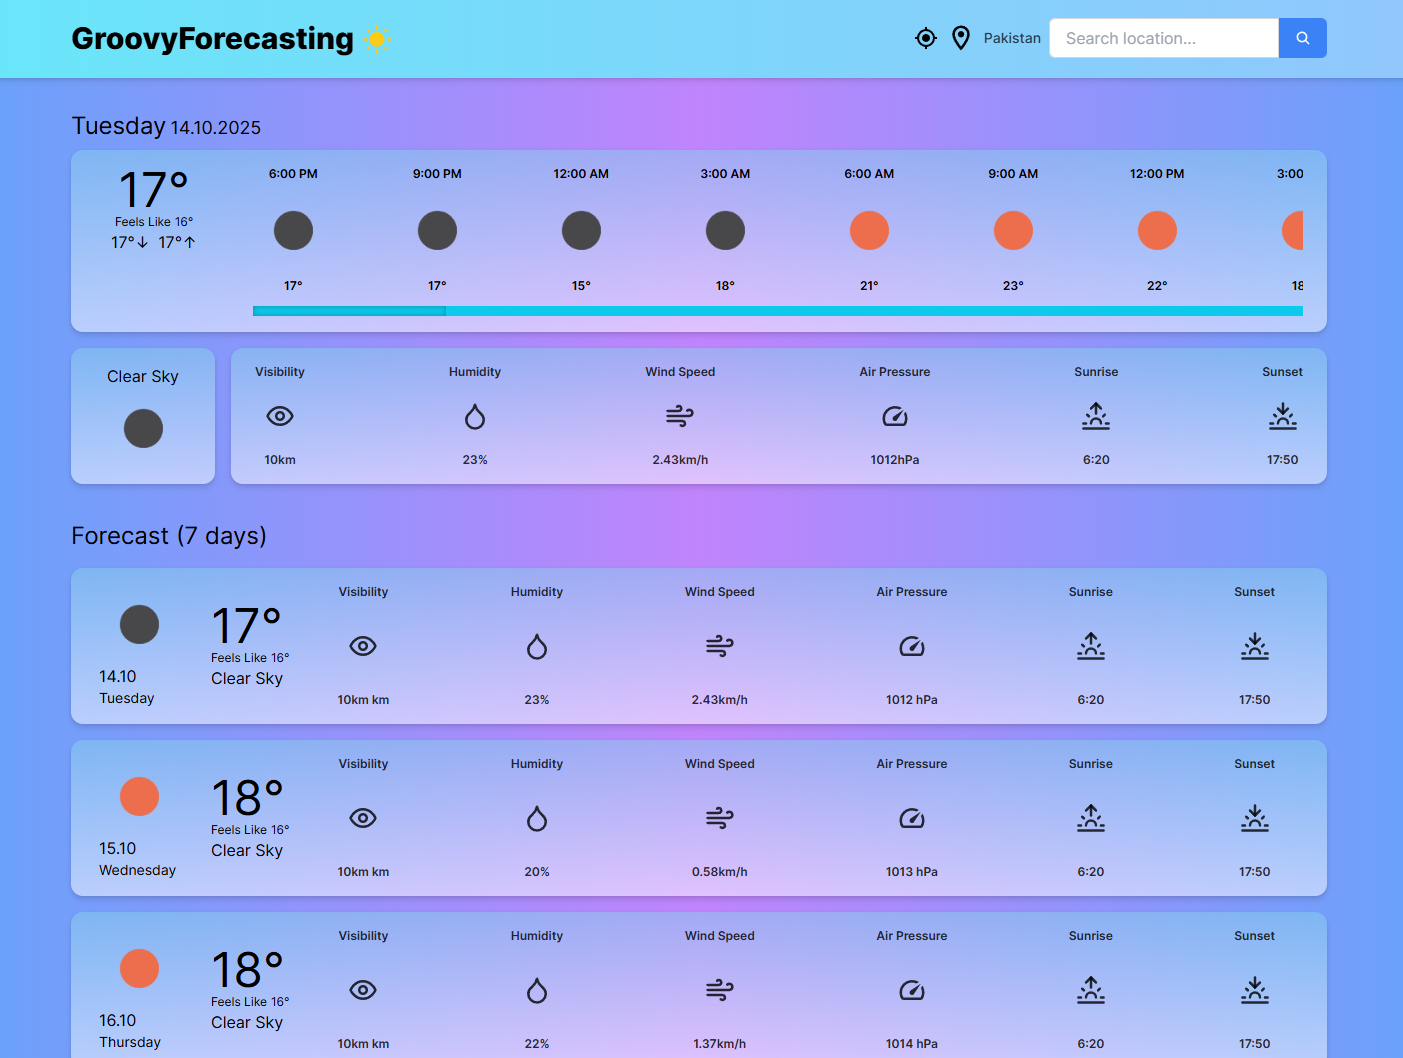 GroovyForecasting
Pakistan
Search location...
Tuesday 14.10.2025
17°
Feels Like 16°
17°↓ 17°↑
6:00 PM 9:00 PM 12:00 AM 3:00 AM 6:00 AM 9:00 AM 12:00 PM 3:00
17° 17° 15° 18° 21° 23° 22° 18
Clear Sky
Visibility Humidity Wind Speed Air Pressure Sunrise Sunset
10km 23% 2.43km/h 1012hPa 6:20 17:50
Forecast (7 days)
14.10
Tuesday
17°
Feels Like 16°
Clear Sky
Visibility Humidity Wind Speed Air Pressure Sunrise Sunset
10km km 23% 2.43km/h 1012 hPa 6:20 17:50
15.10
Wednesday
18°
Feels Like 16°
Clear Sky
Visibility Humidity Wind Speed Air Pressure Sunrise Sunset
10km km 20% 0.58km/h 1013 hPa 6:20 17:50
16.10
Thursday
18°
Feels Like 16°
Clear Sky
Visibility Humidity Wind Speed Air Pressure Sunrise Sunset
10km km 22% 1.37km/h 1014 hPa 6:20 17:50